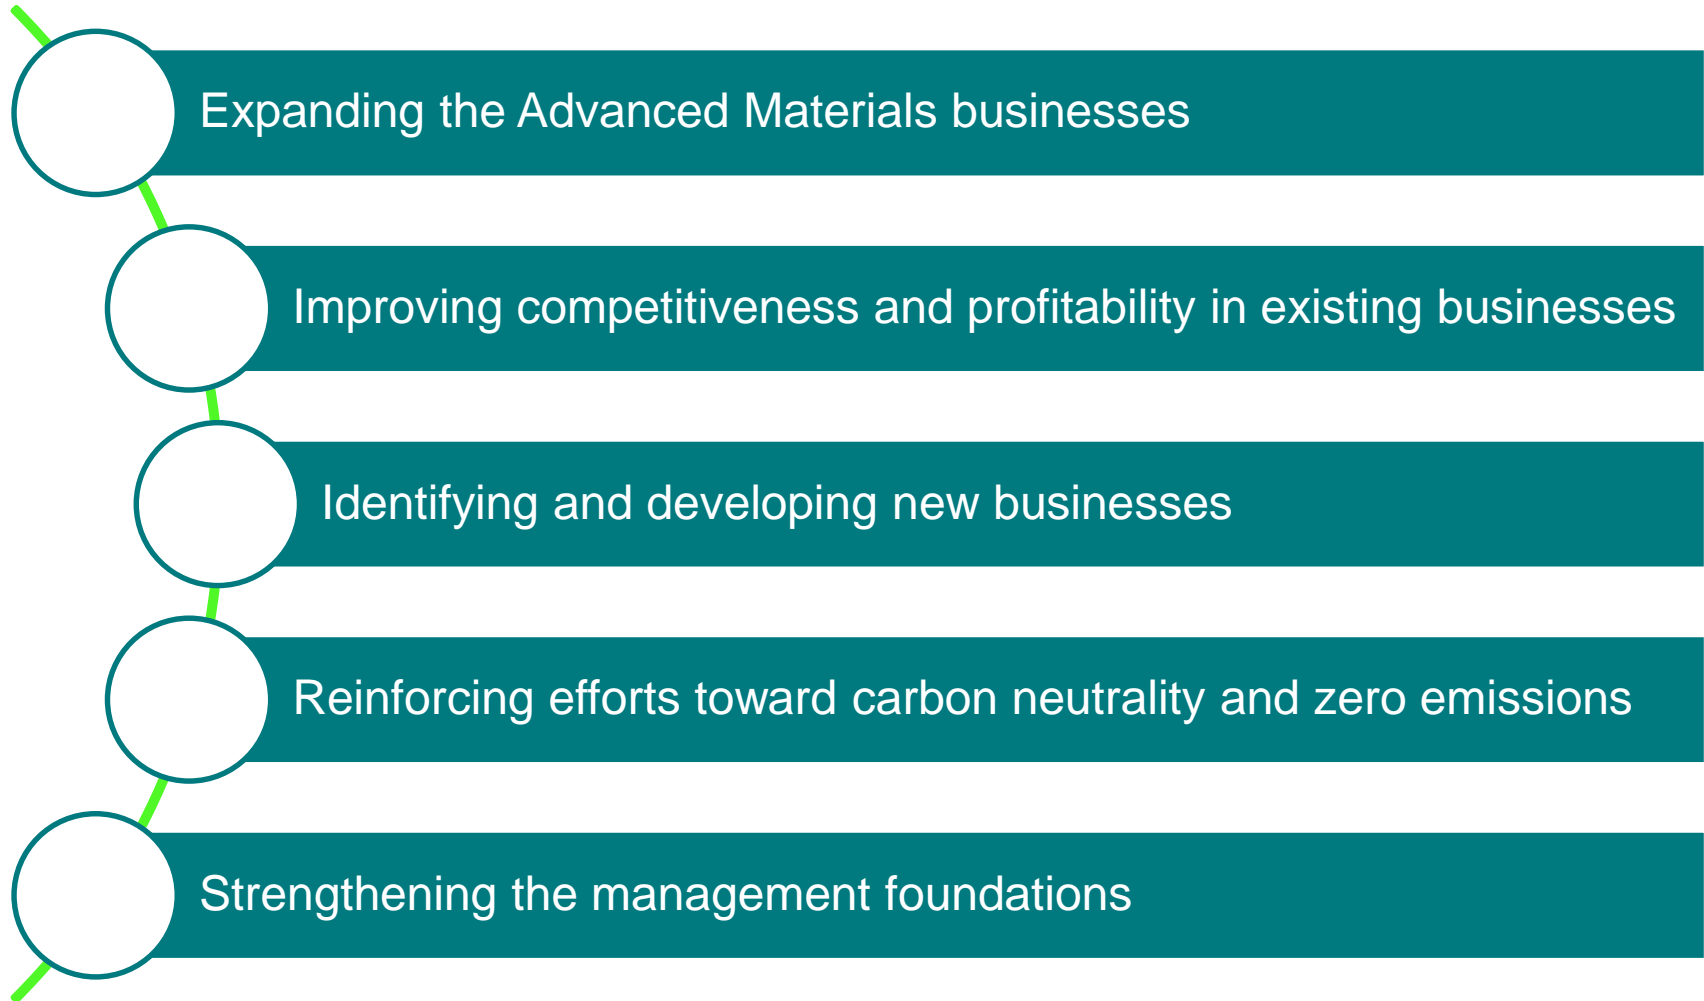 Expanding the Advanced Materials businesses
Improving competitiveness and profitability in existing businesses
Identifying and developing new businesses
Reinforcing efforts toward carbon neutrality and zero emissions
Strengthening the management foundations